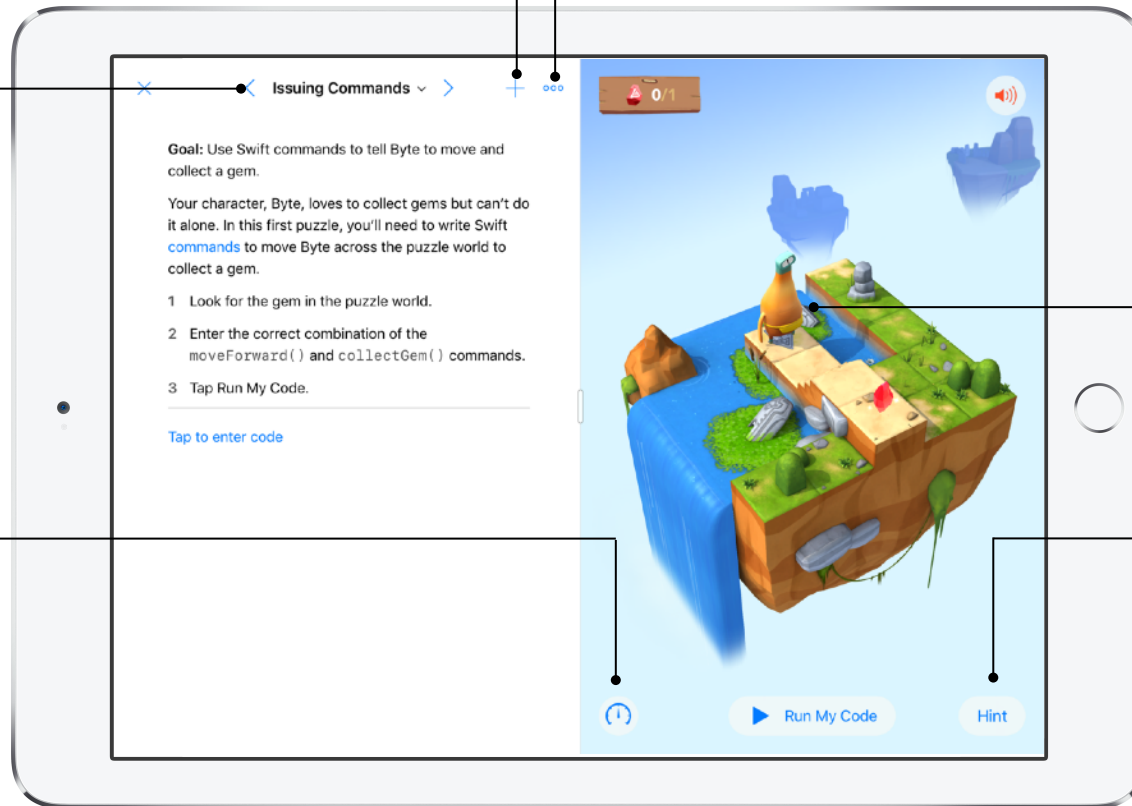 Issuing Commands
0/1
Goal: Use Swift commands to tell Byte to move and
collect a gem.
Your character, Byte, loves to collect gems but can’t do
it alone. In this first puzzle, you’ll need to write Swift
commands to move Byte across the puzzle world to
collect a gem.
1 Look for the gem in the puzzle world.
2 Enter the correct combination of the
moveForward() and collectGem() commands.
3 Tap Run My Code.
Tap to enter code
Run My Code
Hint